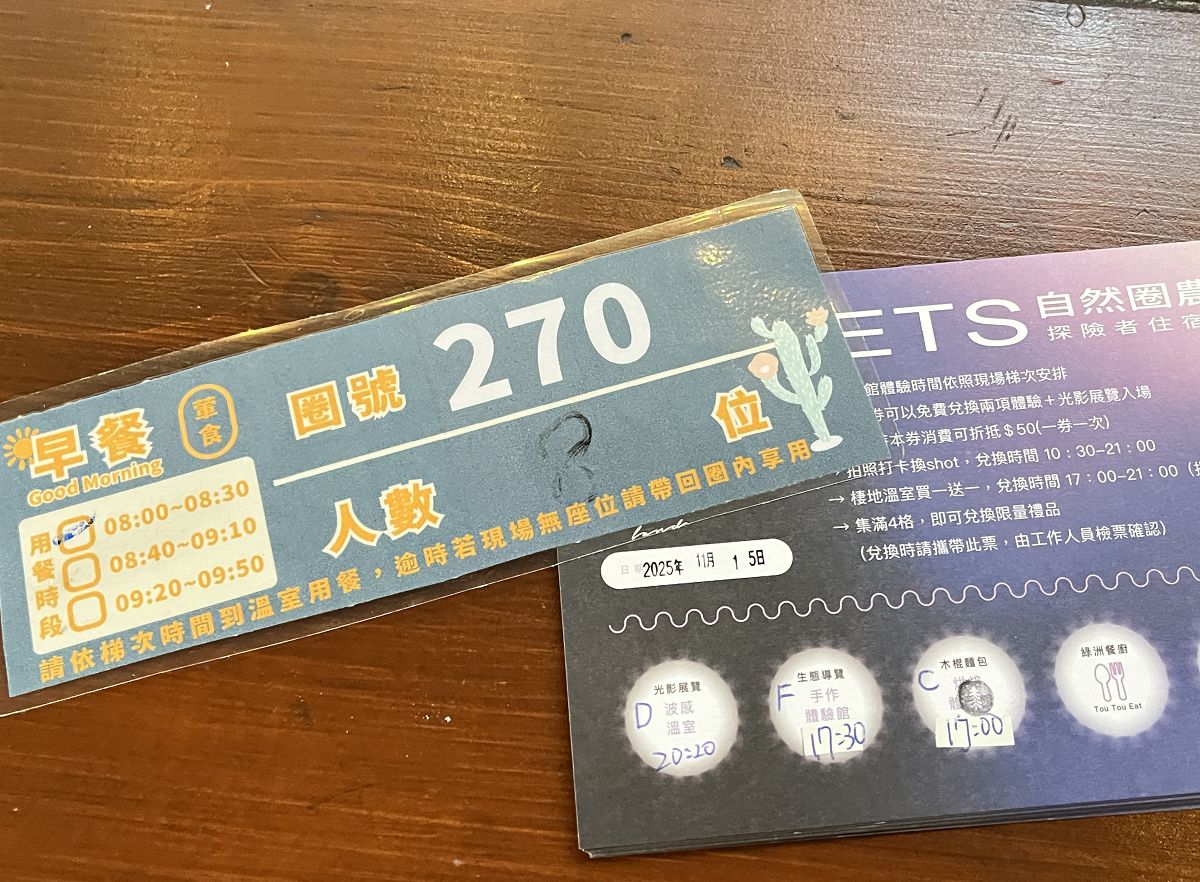 早餐
Good Morning
葷食
圈號 270
人數 位
用餐時段
08:00~08:30
08:40~09:10
09:20~09:50
請依梯次時間到溫室用餐，逾時若現場無座位請帶回圈內享用
ETS 自然圈農
探險者住宿
館體驗時間依照現場梯次安排
券可以免費兌換兩項體驗＋光影展覽入場
本券消費可折抵＄50(一券一次)
拍照打卡換shot，兌換時間 10：30-21：00
→ 棲地溫室買一送一，兌換時間 17：00-21：00
→ 集滿4格，即可兌換限量禮品
(兌換時請攜帶此票，由工作人員檢票確認)
日期 2025年 11月 15日
光影展覽
D 波感
溫室
20:20
生態導覽
F 手作
體驗館
17:30
木棍麵包
C 烘焙
17:00
綠洲餐廚
Tou Tou Eat